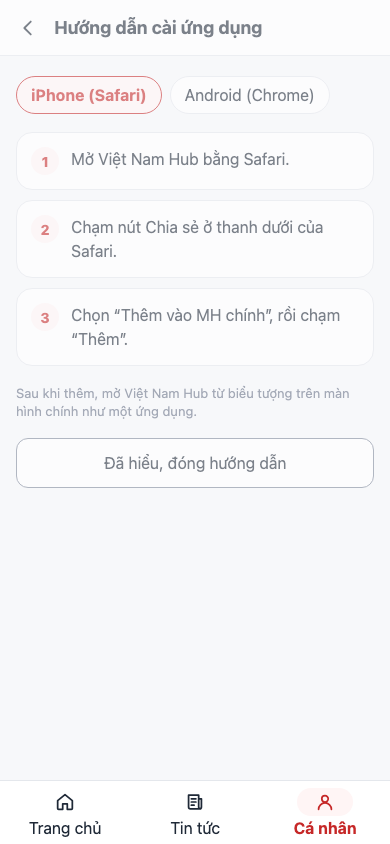 Hướng dẫn cài ứng dụng
iPhone (Safari)
Android (Chrome)
1
Mở Việt Nam Hub bằng Safari.
2
Chạm nút Chia sẻ ở thanh dưới của
Safari.
3
Chọn “Thêm vào MH chính”, rồi chạm
“Thêm”.
Sau khi thêm, mở Việt Nam Hub từ biểu tượng trên màn
hình chính như một ứng dụng.
Đã hiểu, đóng hướng dẫn
Trang chủ
Tin tức
Cá nhân